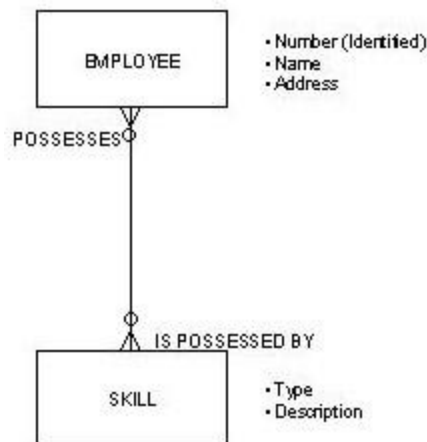 EMPLOYEE
• Number (Identified)
• Name
• Address
POSSESSES
IS POSSESSED BY
SKILL
• Type
• Description